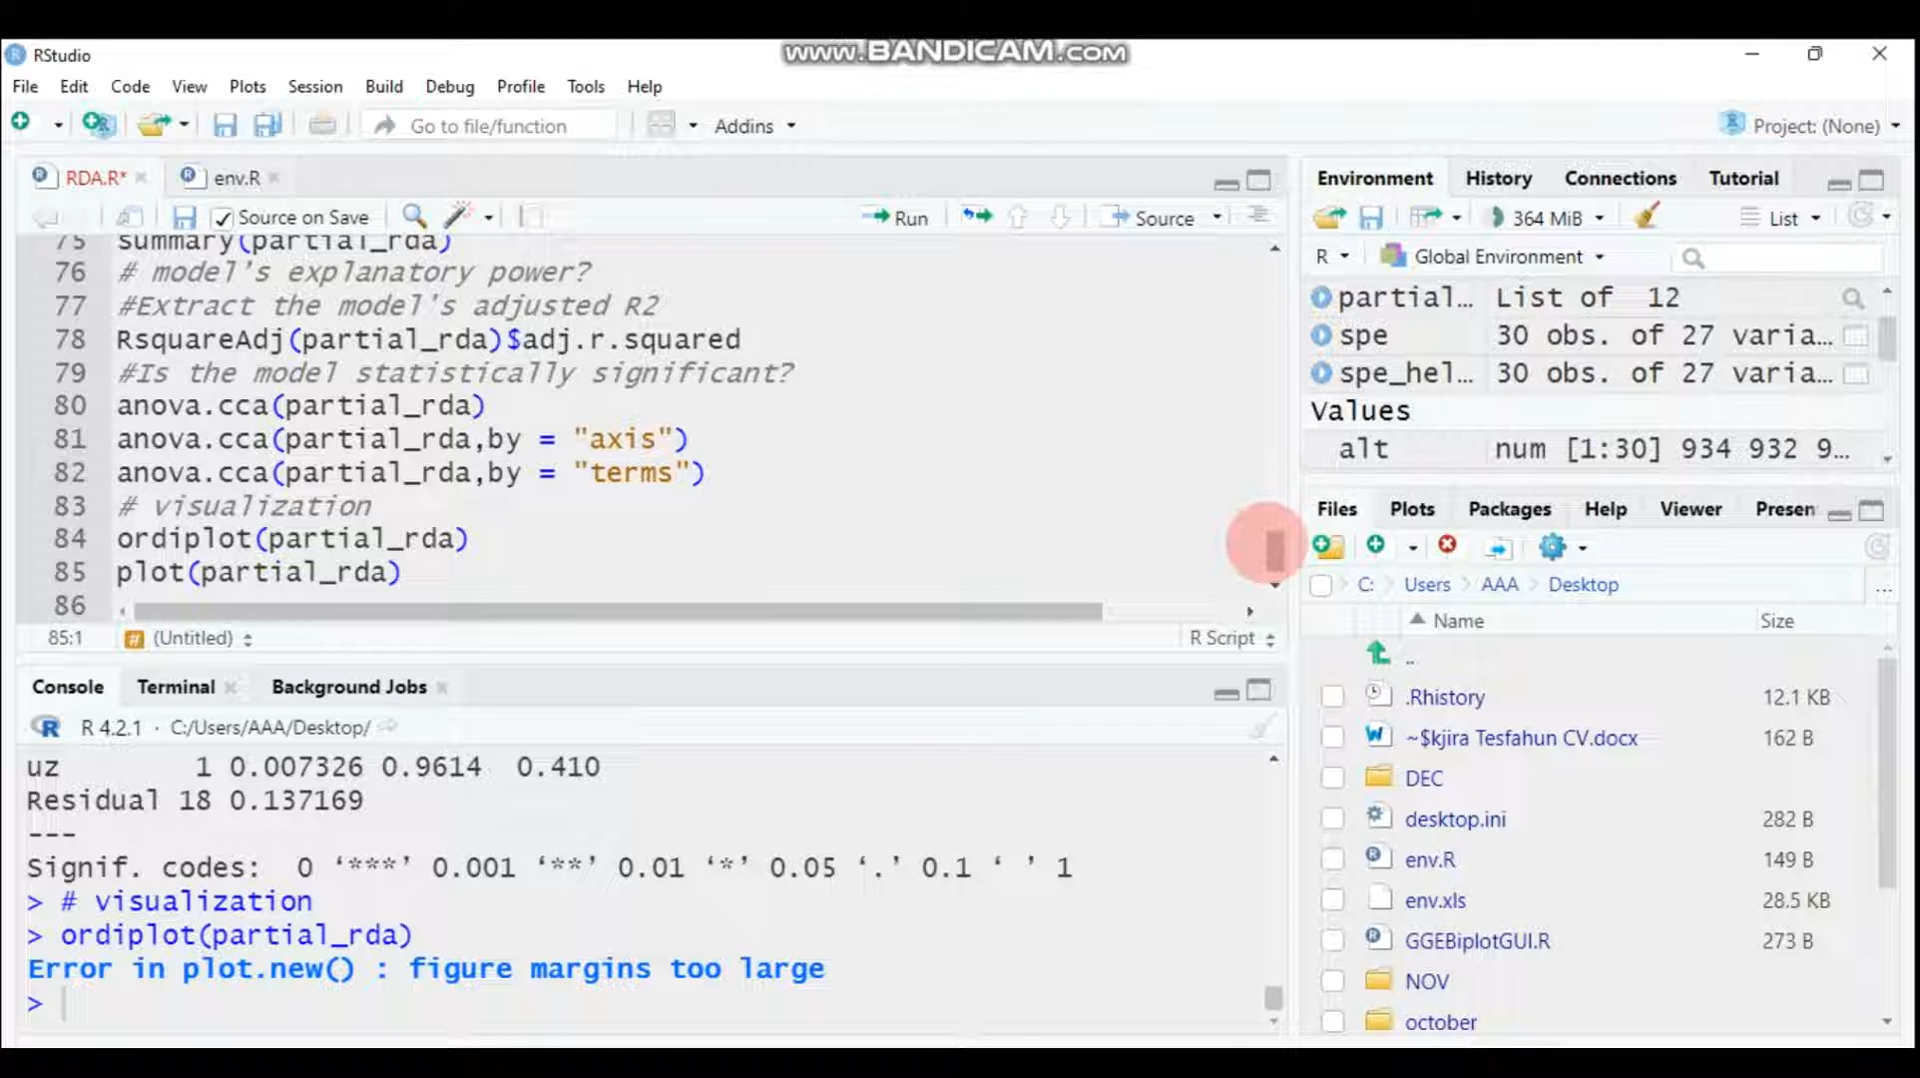 www.BANDICAM.com
RStudio
File Edit Code View Plots Session Build Debug Profile Tools Help
Go to file/function Addins Project: (None)
RDA.R* env.R
Source on Save Run Source
75 summary(partial_rda)
76 # model's explanatory power?
77 #Extract the model's adjusted R2
78 RsquareAdj(partial_rda)$adj.r.squared
79 #Is the model statistically significant?
80 anova.cca(partial_rda)
81 anova.cca(partial_rda,by = "axis")
82 anova.cca(partial_rda,by = "terms")
83 # visualization
84 ordiplot(partial_rda)
85 plot(partial_rda)
86
85:1 # (Untitled) R Script
Console Terminal Background Jobs
R 4.2.1 · C:/Users/AAA/Desktop/
uz 1 0.007326 0.9614 0.410
Residual 18 0.137169
---
Signif. codes: 0 ‘***’ 0.001 ‘**’ 0.01 ‘*’ 0.05 ‘.’ 0.1 ‘ ’ 1
> # visualization
> ordiplot(partial_rda)
Error in plot.new() : figure margins too large
>
Environment History Connections Tutorial
364 MiB List
R Global Environment
partial… List of 12
spe 30 obs. of 27 varia…
spe_hel… 30 obs. of 27 varia…
Values
alt num [1:30] 934 932 9…
Files Plots Packages Help Viewer Presen
C: Users AAA Desktop ...
Name Size
..
.Rhistory 12.1 KB
~$kjira Tesfahun CV.docx 162 B
DEC
desktop.ini 282 B
env.R 149 B
env.xls 28.5 KB
GGEBiplotGUI.R 273 B
NOV
october